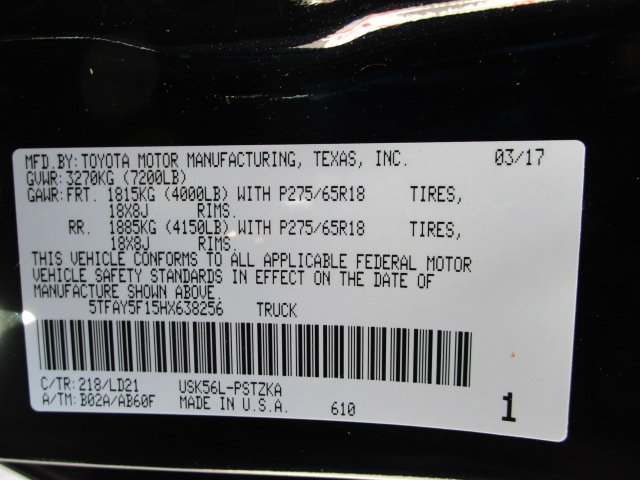 MFD.BY:TOYOTA MOTOR MANUFACTURING, TEXAS, INC. 03/17
GVWR:3270KG (7200LB)
GAWR:FRT. 1815KG (4000LB) WITH P275/65R18 TIRES,
18X8J RIMS.
RR. 1885KG (4150LB) WITH P275/65R18 TIRES,
18X8J RIMS.
THIS VEHICLE CONFORMS TO ALL APPLICABLE FEDERAL MOTOR
VEHICLE SAFETY STANDARDS IN EFFECT ON THE DATE OF
MANUFACTURE SHOWN ABOVE.
5TFAY5F15HX638256 TRUCK
C/TR:218/LD21 USK56L-PSTZKA
A/TM:B02A/AB60F MADE IN U.S.A. 610 1